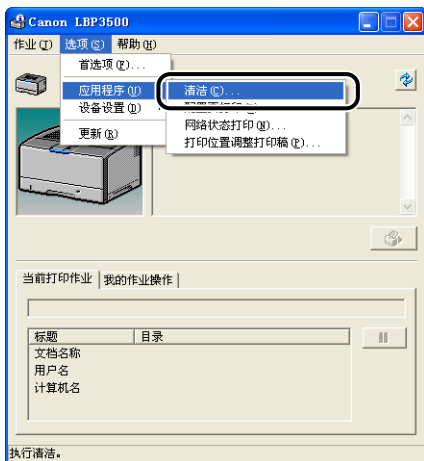 Canon LBP3500
作业(J) 选项(S) 帮助(H)
首选项(P)...
应用程序(U)
清洁(C)...
设备设置(D)
网络状态打印(N)...
更新(R)
打印位置调整打印稿(P)...
当前打印作业 我的作业操作
标题 目录
文档名称
用户名
计算机名
执行清洁。